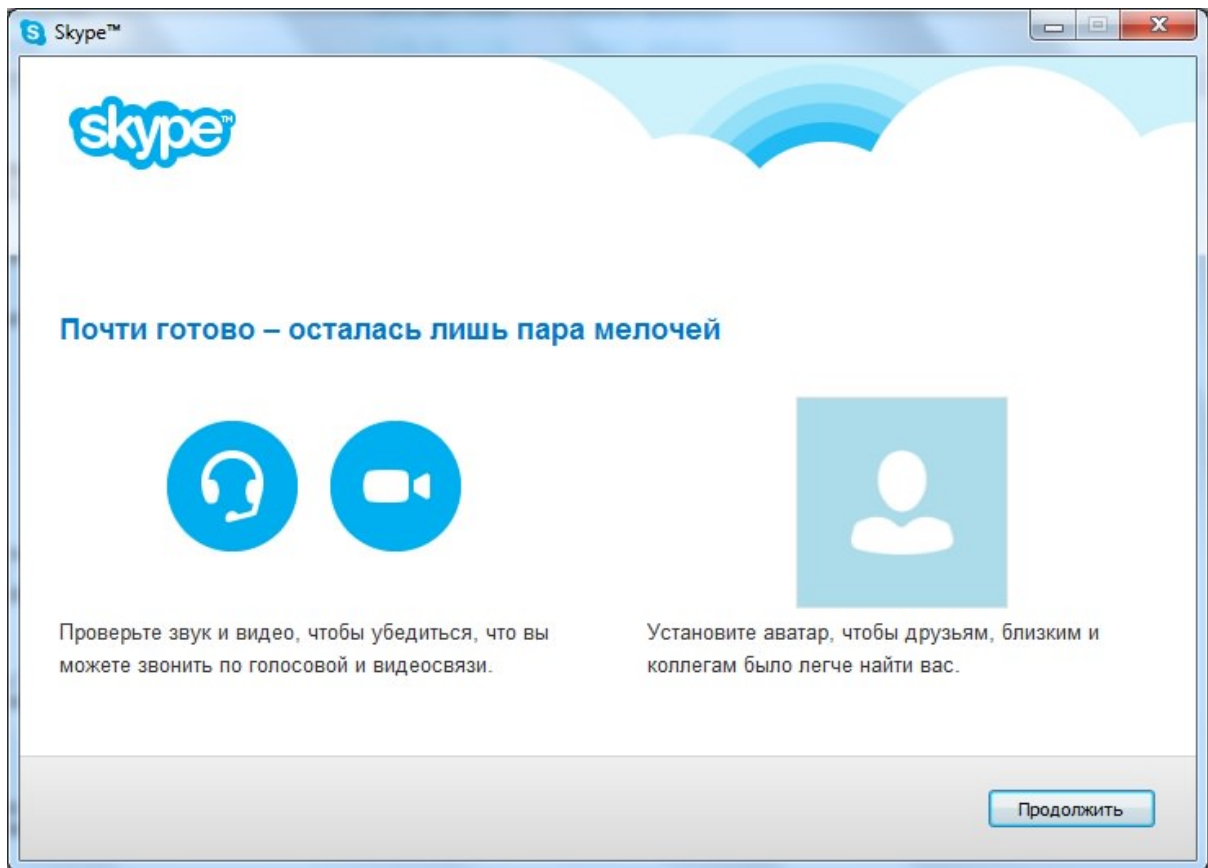 Skype™
skype™
Почти готово – осталась лишь пара мелочей
Проверьте звук и видео, чтобы убедиться, что вы
можете звонить по голосовой и видеосвязи.
Установите аватар, чтобы друзьям, близким и
коллегам было легче найти вас.
Продолжить